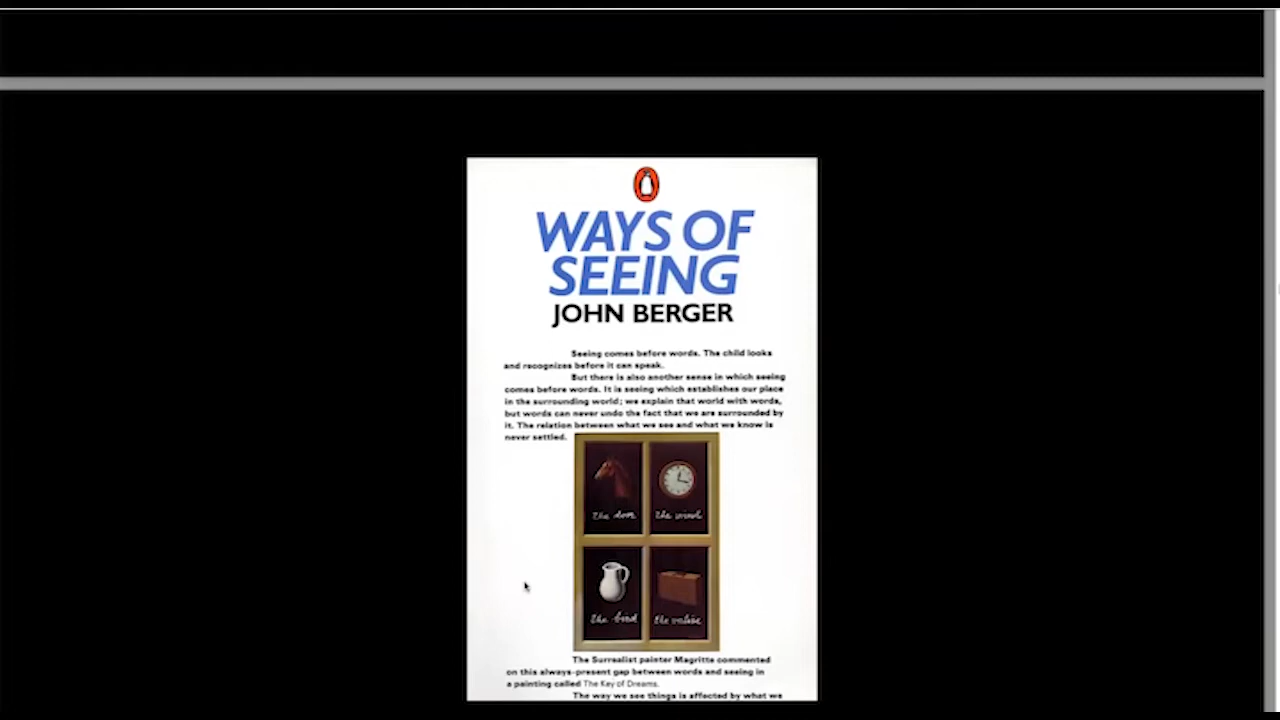 WAYS OF
SEEING
JOHN BERGER
Seeing comes before words. The child looks
and recognizes before it can speak.
But there is also another sense in which seeing
comes before words. It is seeing which establishes our place
in the surrounding world; we explain that world with words,
but words can never undo the fact that we are surrounded by
it. The relation between what we see and what we know is
never settled.
the door the wind
the bird the valise
The Surrealist painter Magritte commented
on this always-present gap between words and seeing in
a painting called The Key of Dreams.
The way we see things is affected by what we